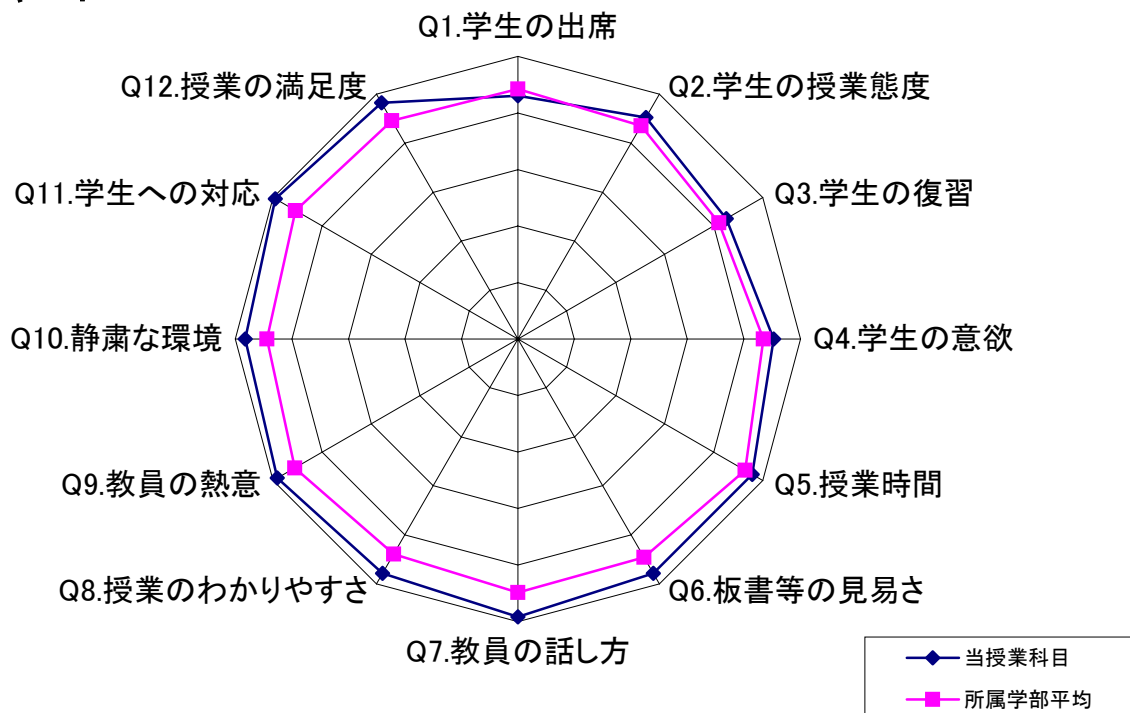 Q1.学生の出席
Q2.学生の授業態度
Q3.学生の復習
Q4.学生の意欲
Q5.授業時間
Q6.板書等の見易さ
Q7.教員の話し方
Q8.授業のわかりやすさ
Q9.教員の熱意
Q10.静粛な環境
Q11.学生への対応
Q12.授業の満足度
当授業科目
所属学部平均